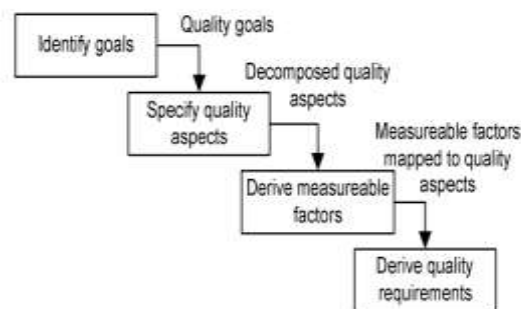 Quality goals
Identify goals
Decomposed quality
aspects
Specify quality
aspects
Measureable factors
mapped to quality
aspects
Derive measureable
factors
Derive quality
requirements